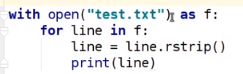 with open("test.txt") as f:
    for line in f:
        line = line.rstrip()
        print(line)